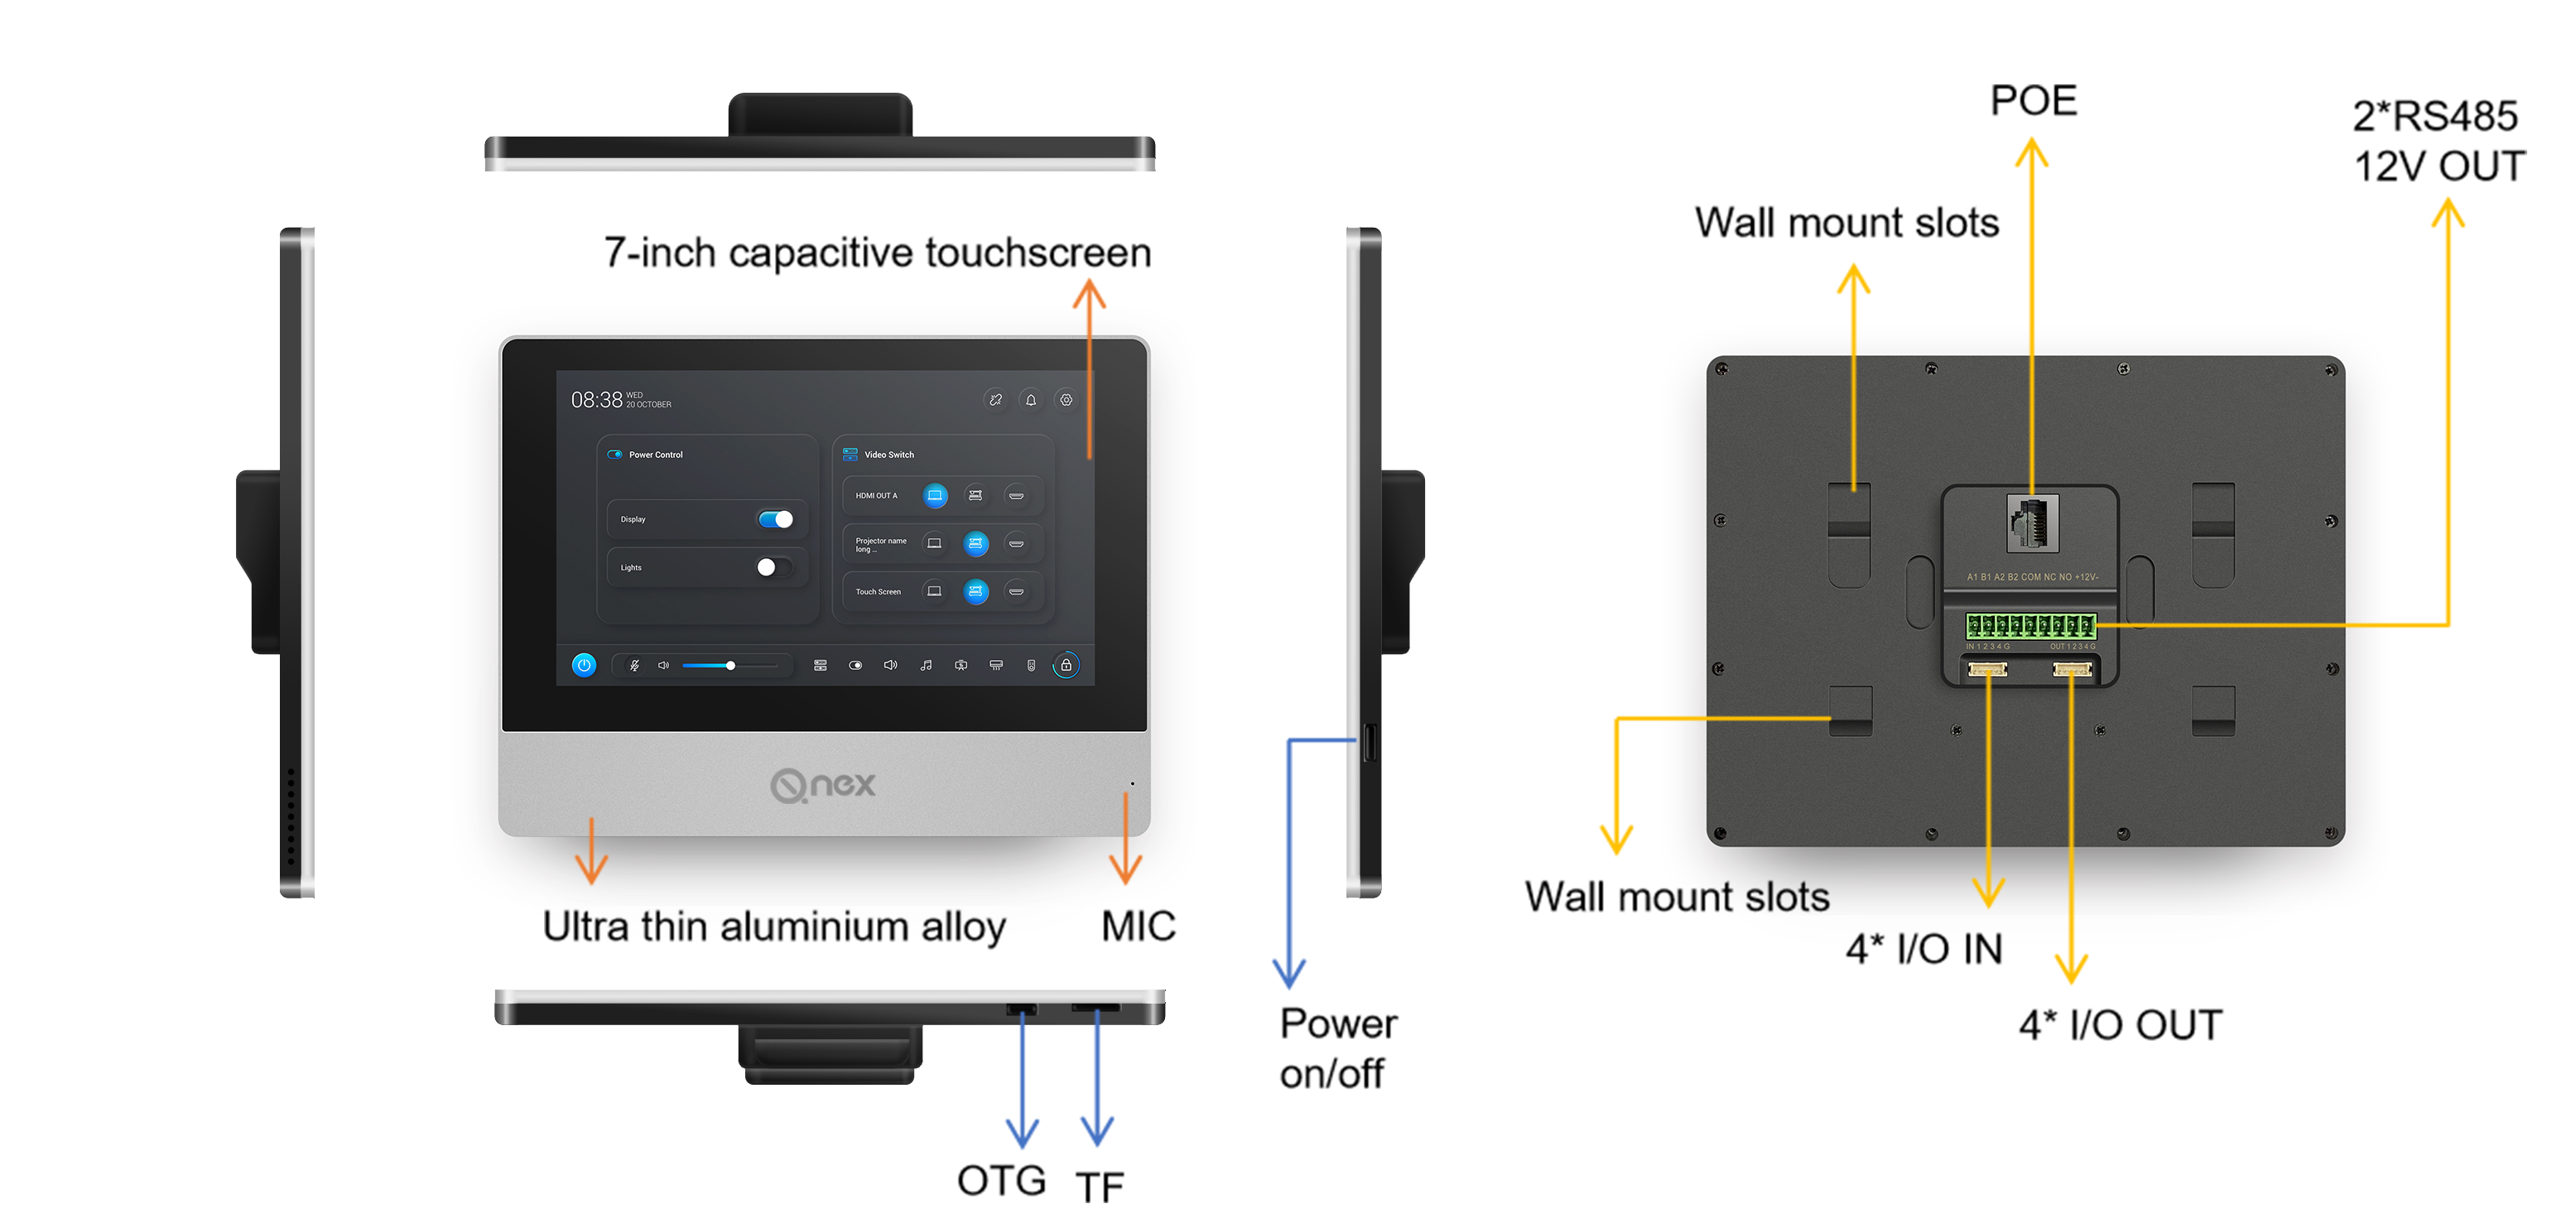 POE
2*RS485
12V OUT
Wall mount slots
7-inch capacitive touchscreen
08:38 WED
20 OCTOBER
Power Control
Display
Lights
Video Switch
HDMI OUT A
Projector name
long ...
Touch Screen
Qnex
Ultra thin aluminium alloy
MIC
OTG
TF
Power
on/off
A1 B1 A2 B2 COM NC NO +12V-
IN 1 2 3 4 G
OUT 1 2 3 4 G
Wall mount slots
4* I/O IN
4* I/O OUT